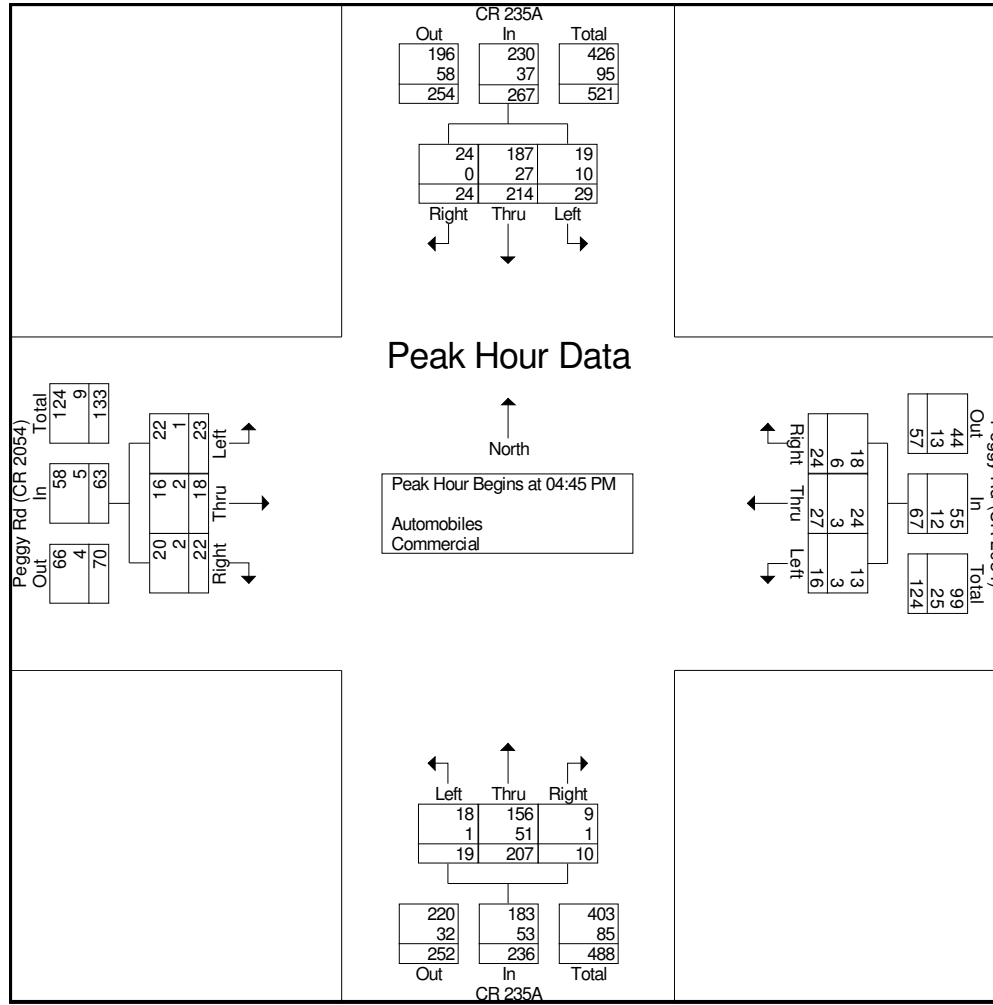 CR 235A
Out In Total
196 230 426
58 37 95
254 267 521
24 187 19
0 27 10
24 214 29
Right Thru Left
Peak Hour Data
North
Peak Hour Begins at 04:45 PM
Automobiles
Commercial
Peggy Rd (CR 2054)
Total In Out
124 58 66
9 5 4
133 63 70
22 16 20
1 2 2
23 18 22
Left Thru Right
Out In Total
44 55 99
13 12 25
57 67 124
18 24 13
6 3 3
24 27 16
Right Thru Left
Left Thru Right
18 156 9
1 51 1
19 207 10
220 183 403
32 53 85
252 236 488
Out In Total
CR 235A